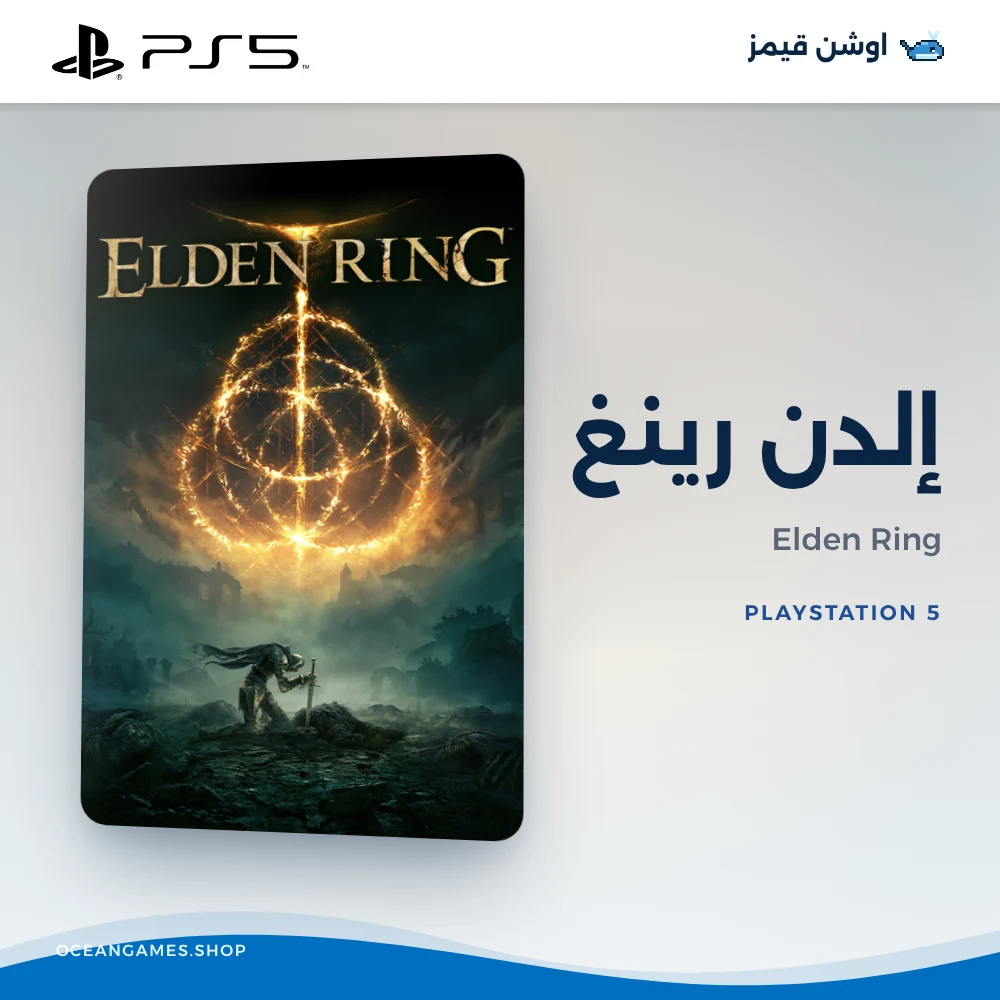 PS5
اوشن قيمز
ELDEN RING
إلدن رينغ
Elden Ring
PLAYSTATION 5
OCEANGAMES.SHOP